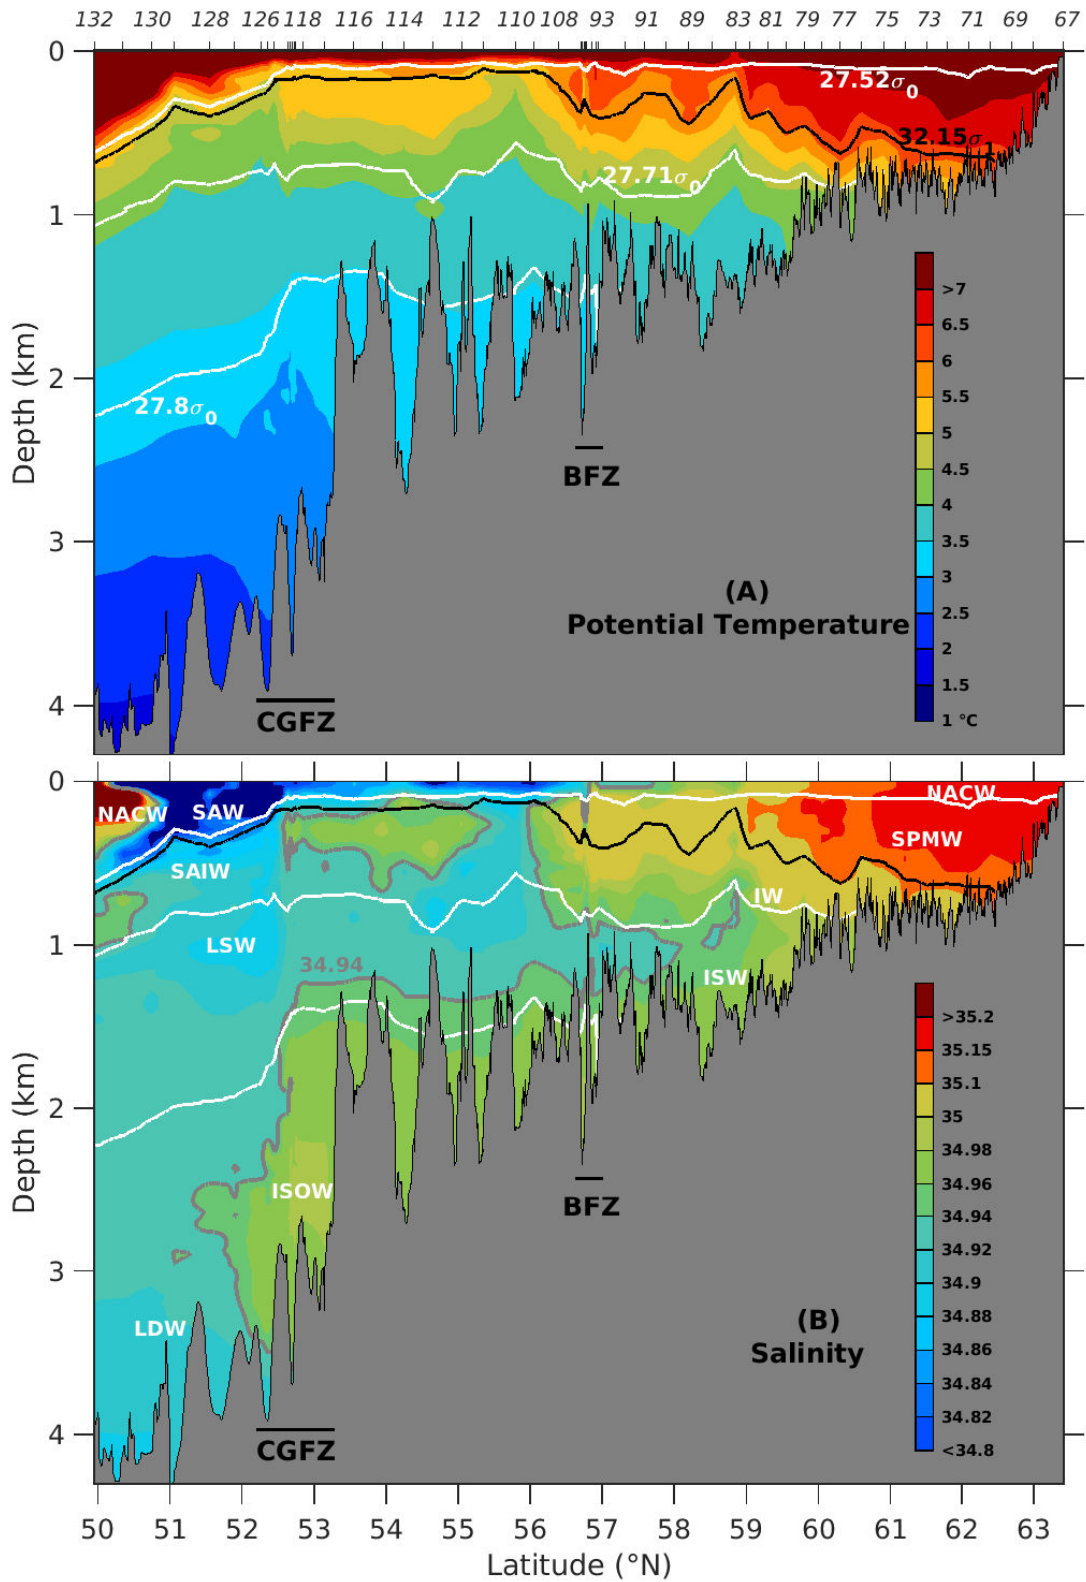 132 130 128 126 118 116 114 112 110 108 93 91 89 83 81 79 77 75 73 71 69 67
0
27.52σ0
32.15σ1
27.71σ0
1
>7
6.5
6
2
27.8σ0
5.5
5
BFZ
4.5
4
3
3.5
3
(A)
2.5
Potential Temperature
2
1.5
4
CGFZ
1 °C
Depth (km)
0
NACW
NACW SAW
SPMW
SAIW
IW
LSW
1
34.94
ISW
>35.2
35.15
35.1
2
35
34.98
ISOW
BFZ
34.96
34.94
34.92
3
34.9
LDW
(B)
34.88
Salinity
34.86
34.84
4
34.82
CGFZ
<34.8
Depth (km)
50 51 52 53 54 55 56 57 58 59 60 61 62 63
Latitude (°N)